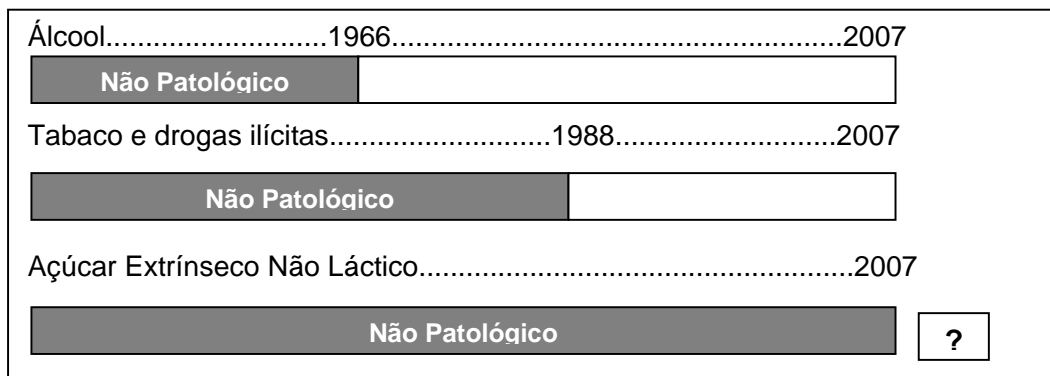 Álcool............................1966.........................................................2007
Não Patológico
Tabaco e drogas ilícitas............................1988............................2007
Não Patológico
Açúcar Extrínseco Não Láctico.......................................................2007
Não Patológico
?